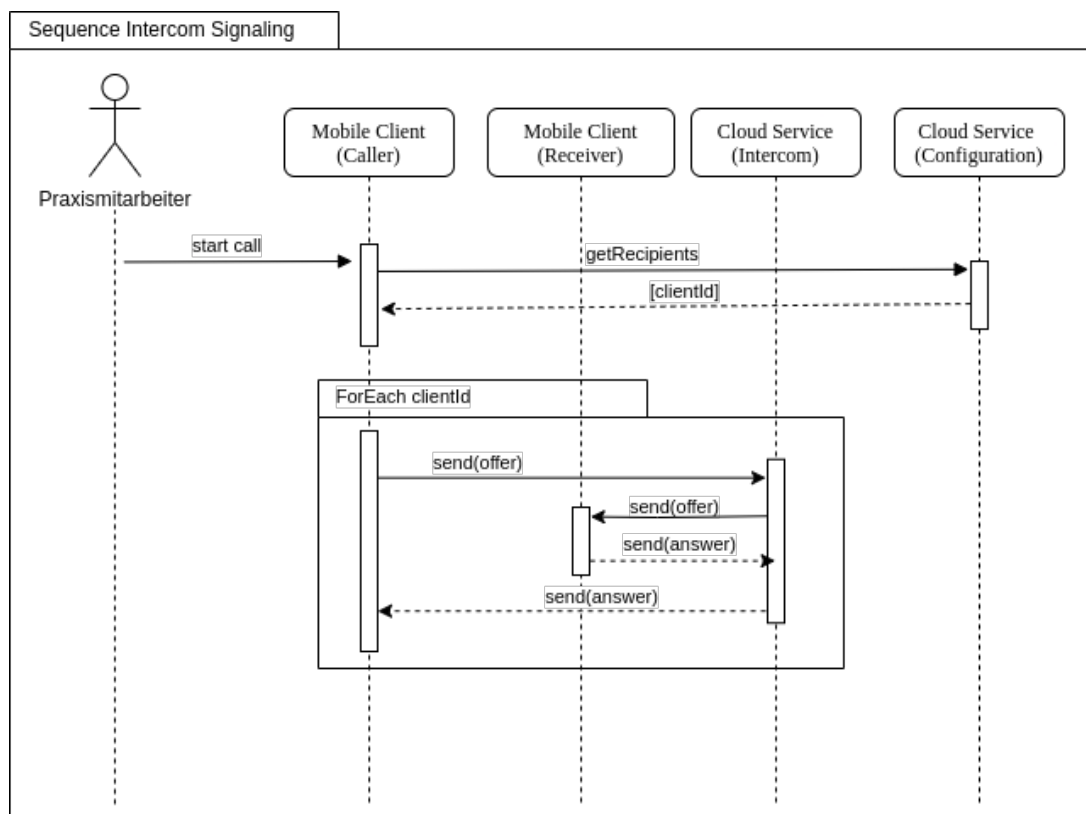 Sequence Intercom Signaling
Praxismitarbeiter
Mobile Client
(Caller)
Mobile Client
(Receiver)
Cloud Service
(Intercom)
Cloud Service
(Configuration)
start call
getRecipients
[clientId]
ForEach clientId
send(offer)
send(offer)
send(answer)
send(answer)